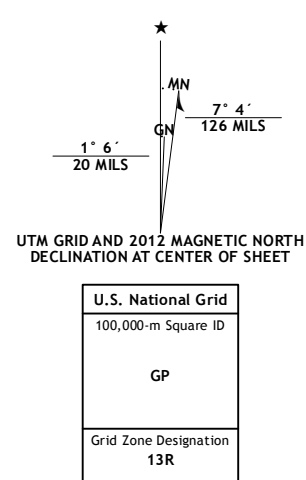 ★
MN
GN
7° 4´
126 MILS
1° 6´
20 MILS
UTM GRID AND 2012 MAGNETIC NORTH
DECLINATION AT CENTER OF SHEET
U.S. National Grid
100,000-m Square ID
GP
Grid Zone Designation
13R